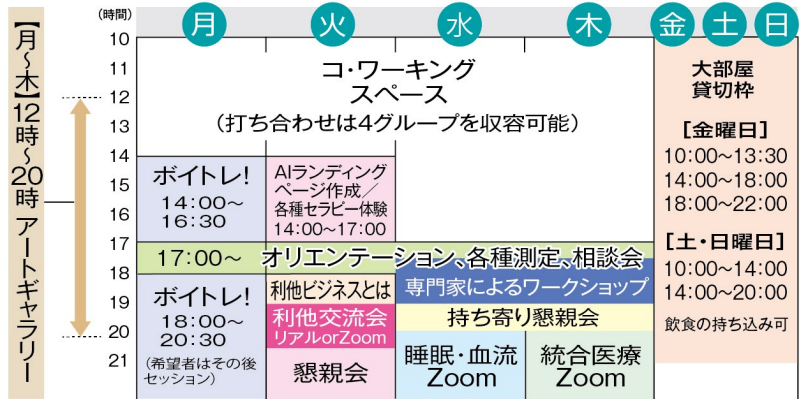 (時間)
月 火 水 木 金 土 日
【月〜木】12時〜20時 アートギャラリー
10
11
12
13
14
15
16
17
18
19
20
21
コ・ワーキング
スペース
(打ち合わせは4グループを収容可能)
ボイトレ!
14:00〜
16:30
AIランディング
ページ作成/
各種セラピー体験
14:00〜17:00
17:00〜 オリエンテーション、各種測定、相談会
ボイトレ!
18:00〜
20:30
(希望者はその後
セッション)
利他ビジネスとは
利他交流会
リアルorZoom
懇親会
専門家によるワークショップ
持ち寄り懇親会
睡眠・血流
Zoom
統合医療
Zoom
大部屋
貸切枠
[金曜日]
10:00〜13:30
14:00〜18:00
18:00〜22:00
[土・日曜日]
10:00〜14:00
14:00〜20:00
飲食の持ち込み可